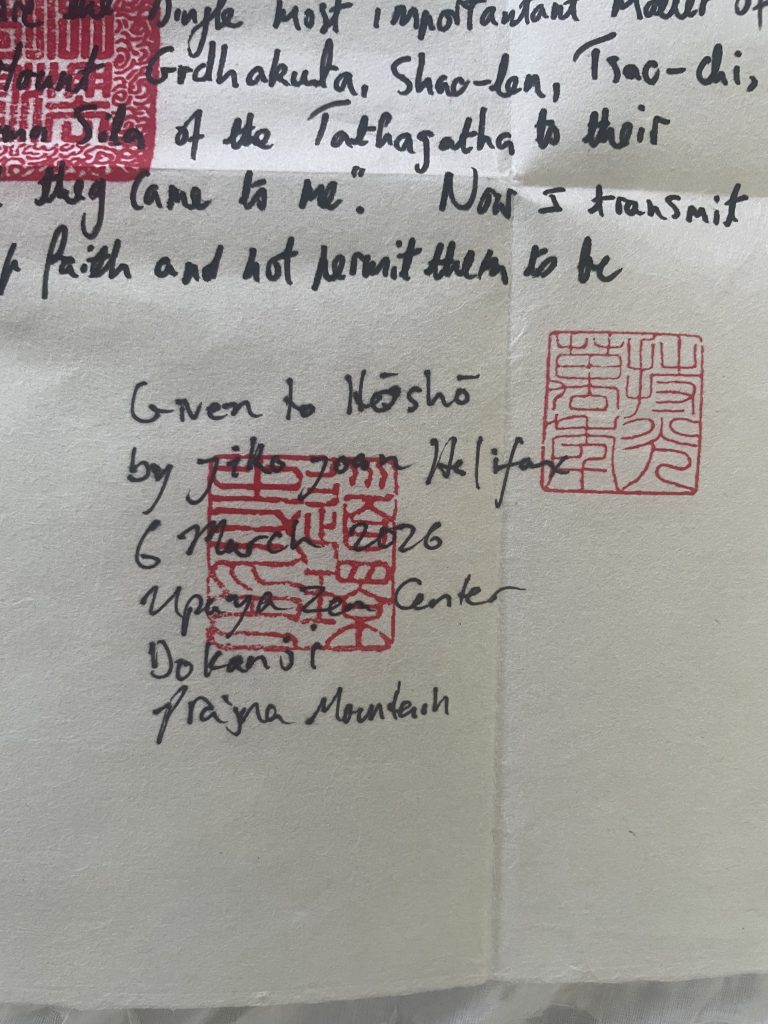 are the single most importantant Matter of
Mount Grdhakuta, Shao-len, Tsao-chi,
Sila of the Tathagatha to their
they came to me". Now I transmit
faith and not permit them to be
Given to Hōshō
by jiko joan Halifax
6 March 2026
Upaya Zen Center
Dokanji
Prajna Mountain